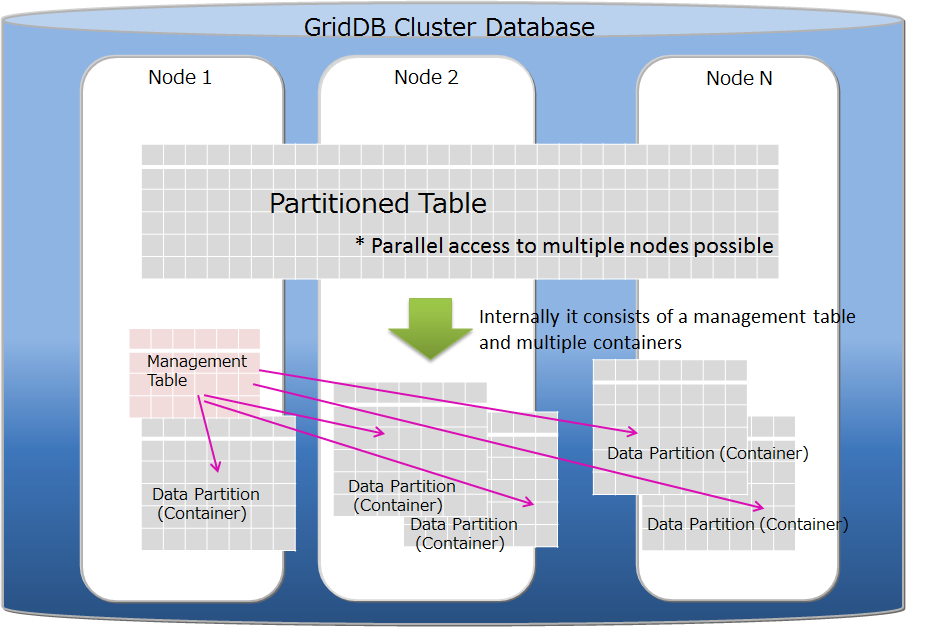 GridDB Cluster Database
Node 1
Node 2
Node N
Partitioned Table
* Parallel access to multiple nodes possible
Internally it consists of a management table
and multiple containers
Management
Table
Data Partition
(Container)
Data Partition
(Container)
Data Partition
(Container)
Data Partition (Container)
Data Partition (Container)